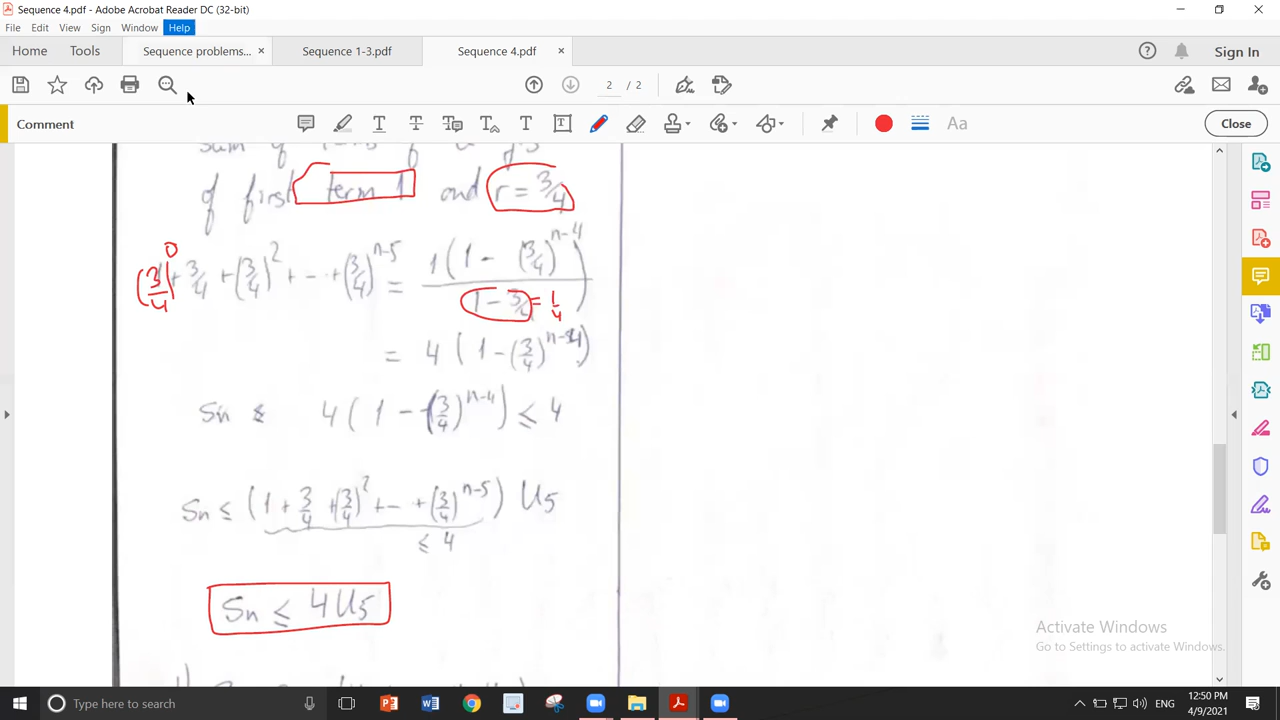 Sequence 4.pdf - Adobe Acrobat Reader DC (32-bit)
File Edit View Sign Window Help
Home Tools Sequence problems... × Sequence 1-3.pdf Sequence 4.pdf × Sign In
2 / 2
Comment Aa Close
of first term 1 and r = 3/4
(3/4)^0 + 3/4 + (3/4)^2 + -- + (3/4)^n-5 = 1(1 - (3/4)^n-4) / 1 - 3/4 = 1/4
= 4 (1 - (3/4)^n-4)
Sn 4 (1 - (3/4)^n-4) ≤ 4
Sn ≤ (1 + 3/4 + (3/4)^2 + -- + (3/4)^n-5) U5
≤ 4
Sn ≤ 4U5
Activate Windows
Go to Settings to activate Windows.
Type here to search
ENG
12:50 PM
4/9/2021